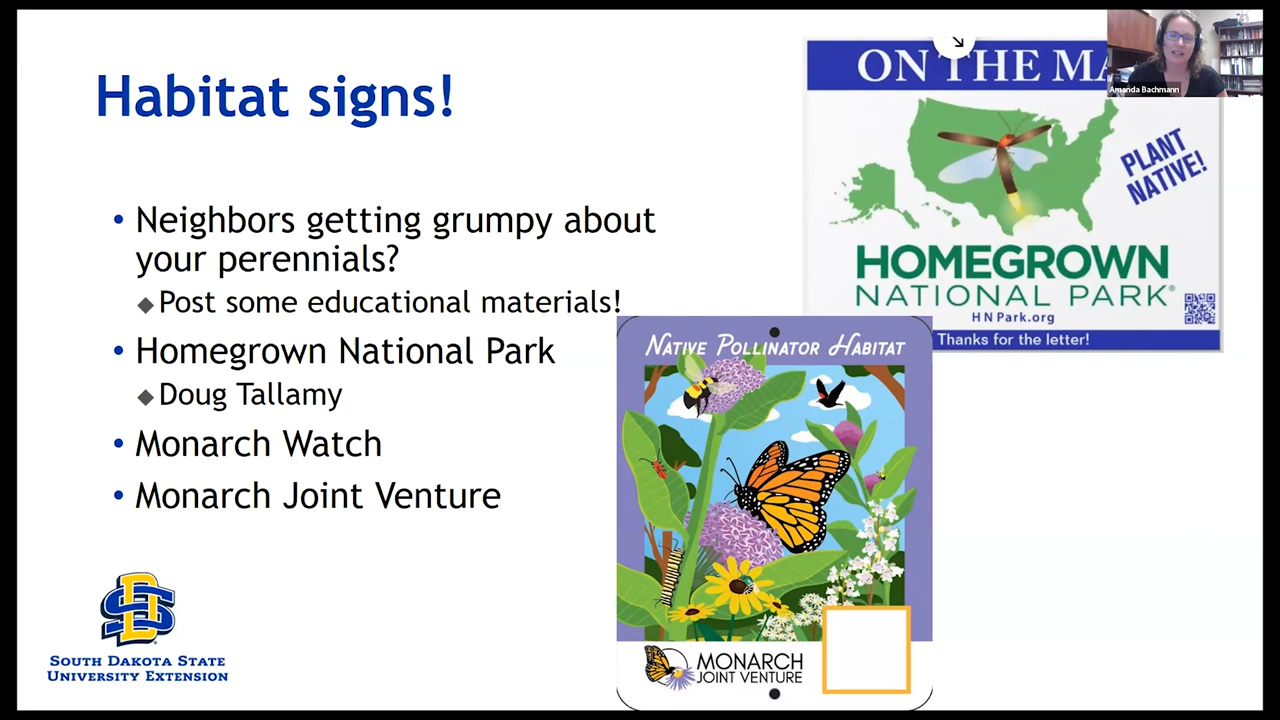 Habitat signs!
• Neighbors getting grumpy about
your perennials?
◆Post some educational materials!
• Homegrown National Park
◆Doug Tallamy
• Monarch Watch
• Monarch Joint Venture
SOUTH DAKOTA STATE
UNIVERSITY EXTENSION
ON THE MA
PLANT
NATIVE!
HOMEGROWN
NATIONAL PARK®
HNPark.org
Thanks for the letter!
NATIVE POLLINATOR HABITAT
MONARCH
JOINT VENTURE
Amanda Bachmann